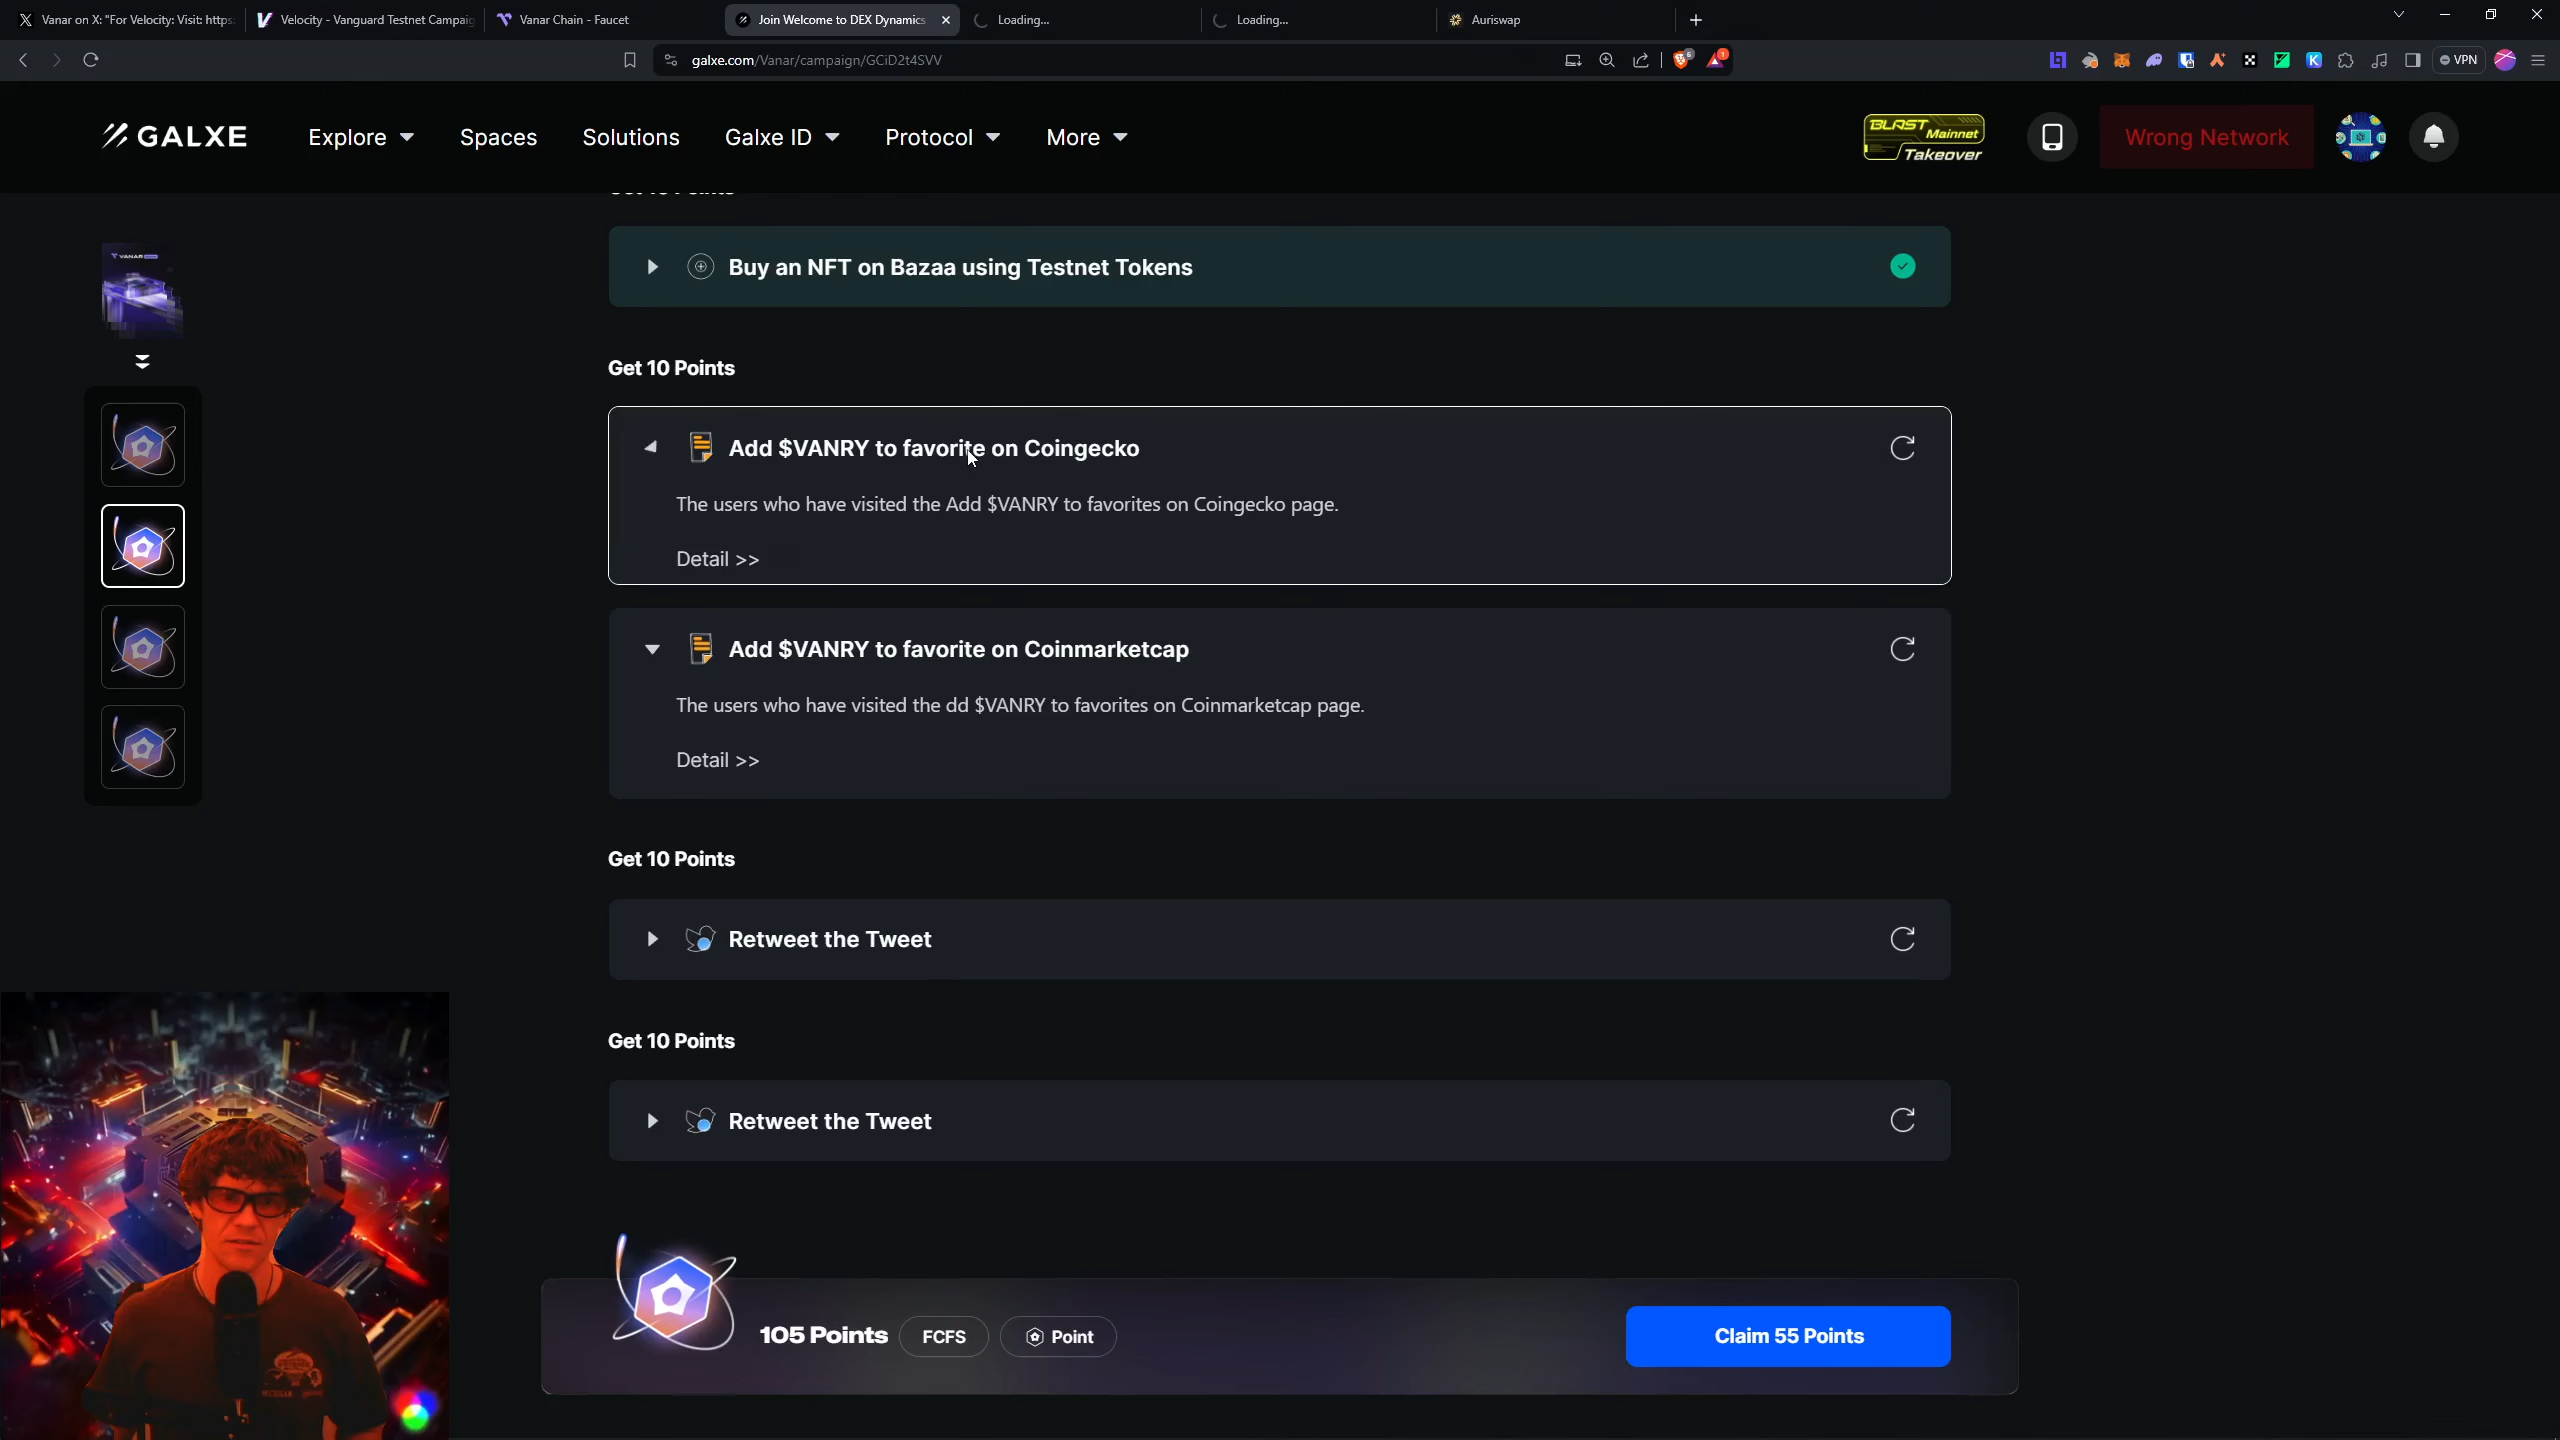 Vanar on X: "For Velocity: Visit: https:
Velocity - Vanguard Testnet Campaig
Vanar Chain - Faucet
Join Welcome to DEX Dynamics
Loading...
Loading...
Auriswap
galxe.com/Vanar/campaign/GCiD2t4SVV
VPN
GALXE
Explore
Spaces
Solutions
Galxe ID
Protocol
More
BLAST Mainnet
Takeover
Wrong Network
VANAR
Buy an NFT on Bazaa using Testnet Tokens
Get 10 Points
Add $VANRY to favorite on Coingecko
The users who have visited the Add $VANRY to favorites on Coingecko page.
Detail >>
Add $VANRY to favorite on Coinmarketcap
The users who have visited the dd $VANRY to favorites on Coinmarketcap page.
Detail >>
Get 10 Points
Retweet the Tweet
Get 10 Points
Retweet the Tweet
105 Points
FCFS
Point
Claim 55 Points